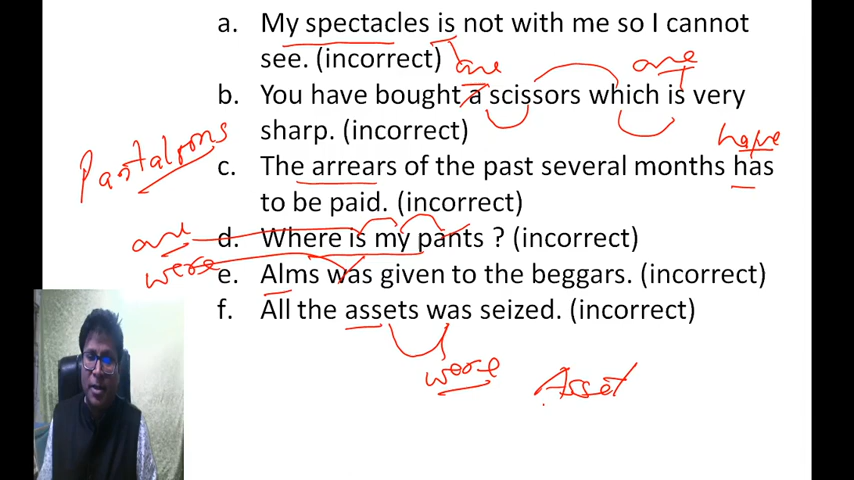 a. My spectacles is not with me so I cannot
see. (incorrect)
are are
b. You have bought a scissors which is very
sharp. (incorrect)
have
Pantaloons
c. The arrears of the past several months has
to be paid. (incorrect)
are
d. Where is my pants ? (incorrect)
were
e. Alms was given to the beggars. (incorrect)
f. All the assets was seized. (incorrect)
were
Asset